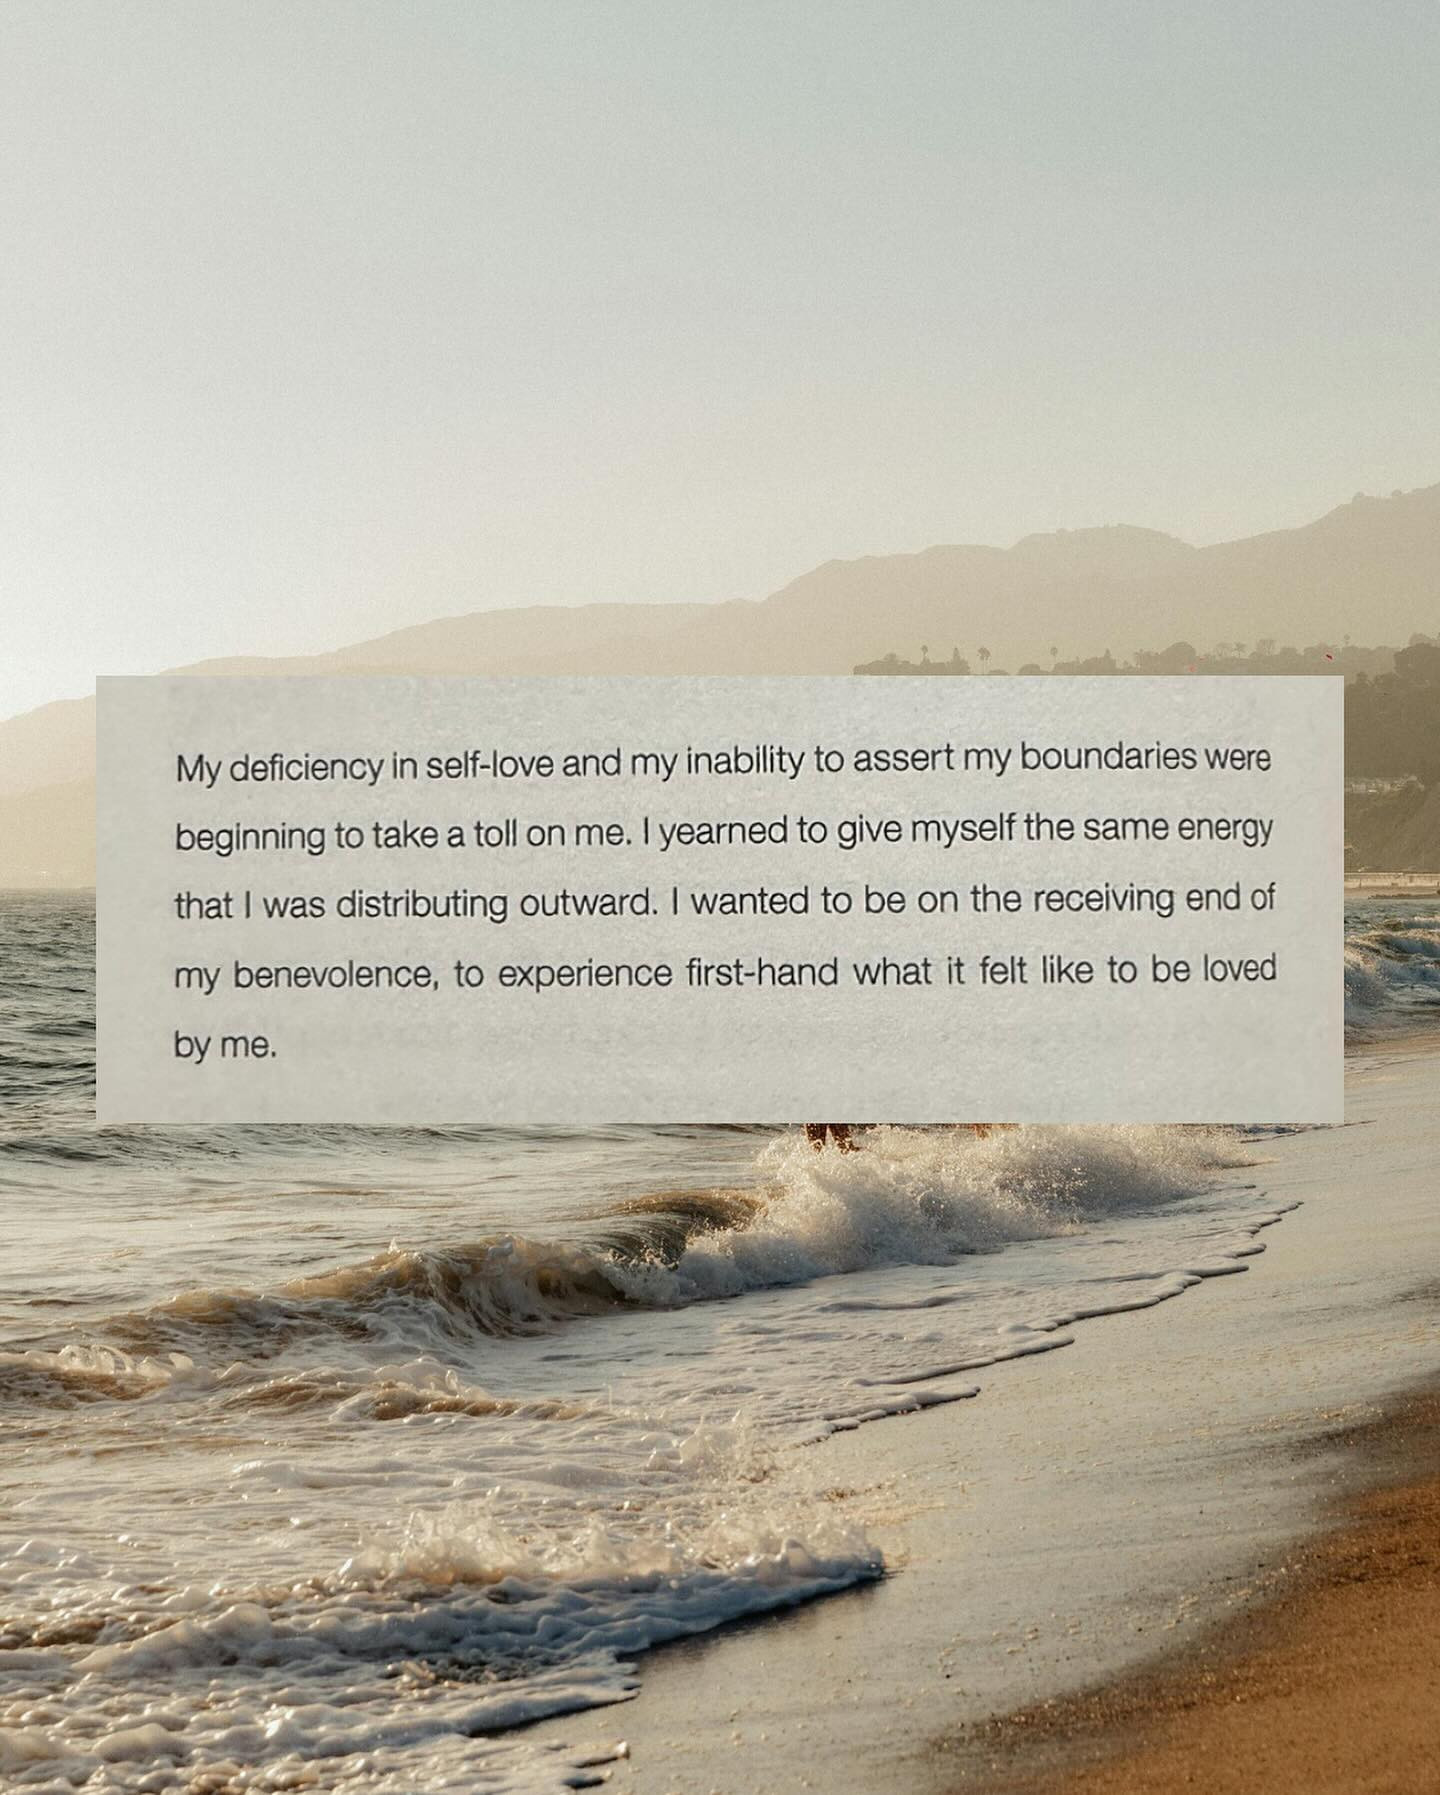 My deficiency in self-love and my inability to assert my boundaries were
beginning to take a toll on me. I yearned to give myself the same energy
that I was distributing outward. I wanted to be on the receiving end of
my benevolence, to experience first-hand what it felt like to be loved
by me.